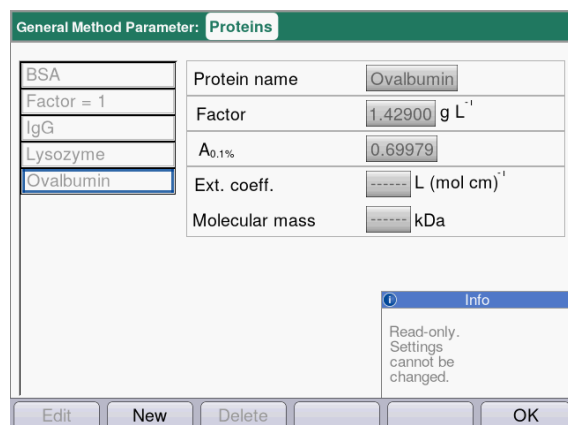 General Method Parameter: Proteins
BSA
Factor = 1
IgG
Lysozyme
Ovalbumin
Protein name Ovalbumin
Factor 1.42900 g L⁻¹
A0.1% 0.69979
Ext. coeff. ------ L (mol cm)⁻¹
Molecular mass ------ kDa
Info
Read-only.
Settings
cannot be
changed.
Edit New Delete OK